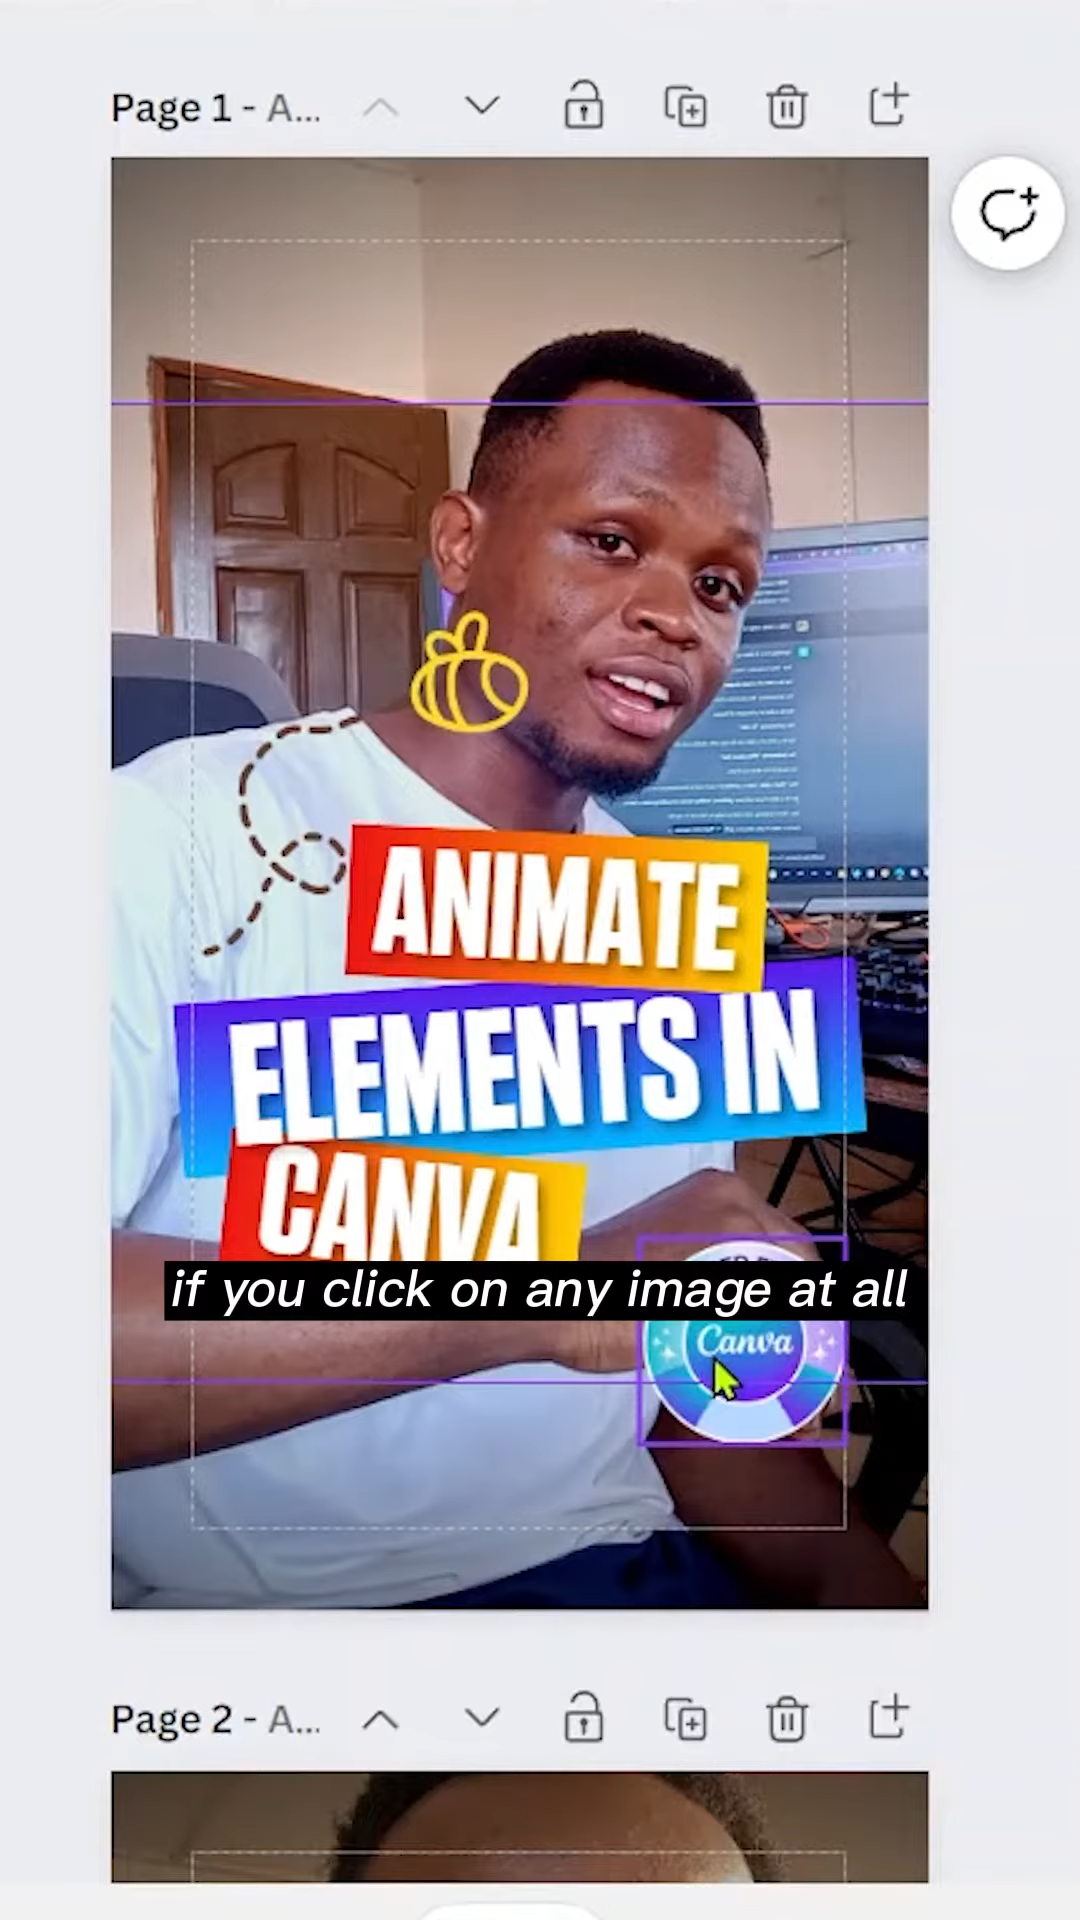 Page 1 - A...
ANIMATE
ELEMENTS IN
CANVA
if you click on any image at all
Canva
Page 2 - A...